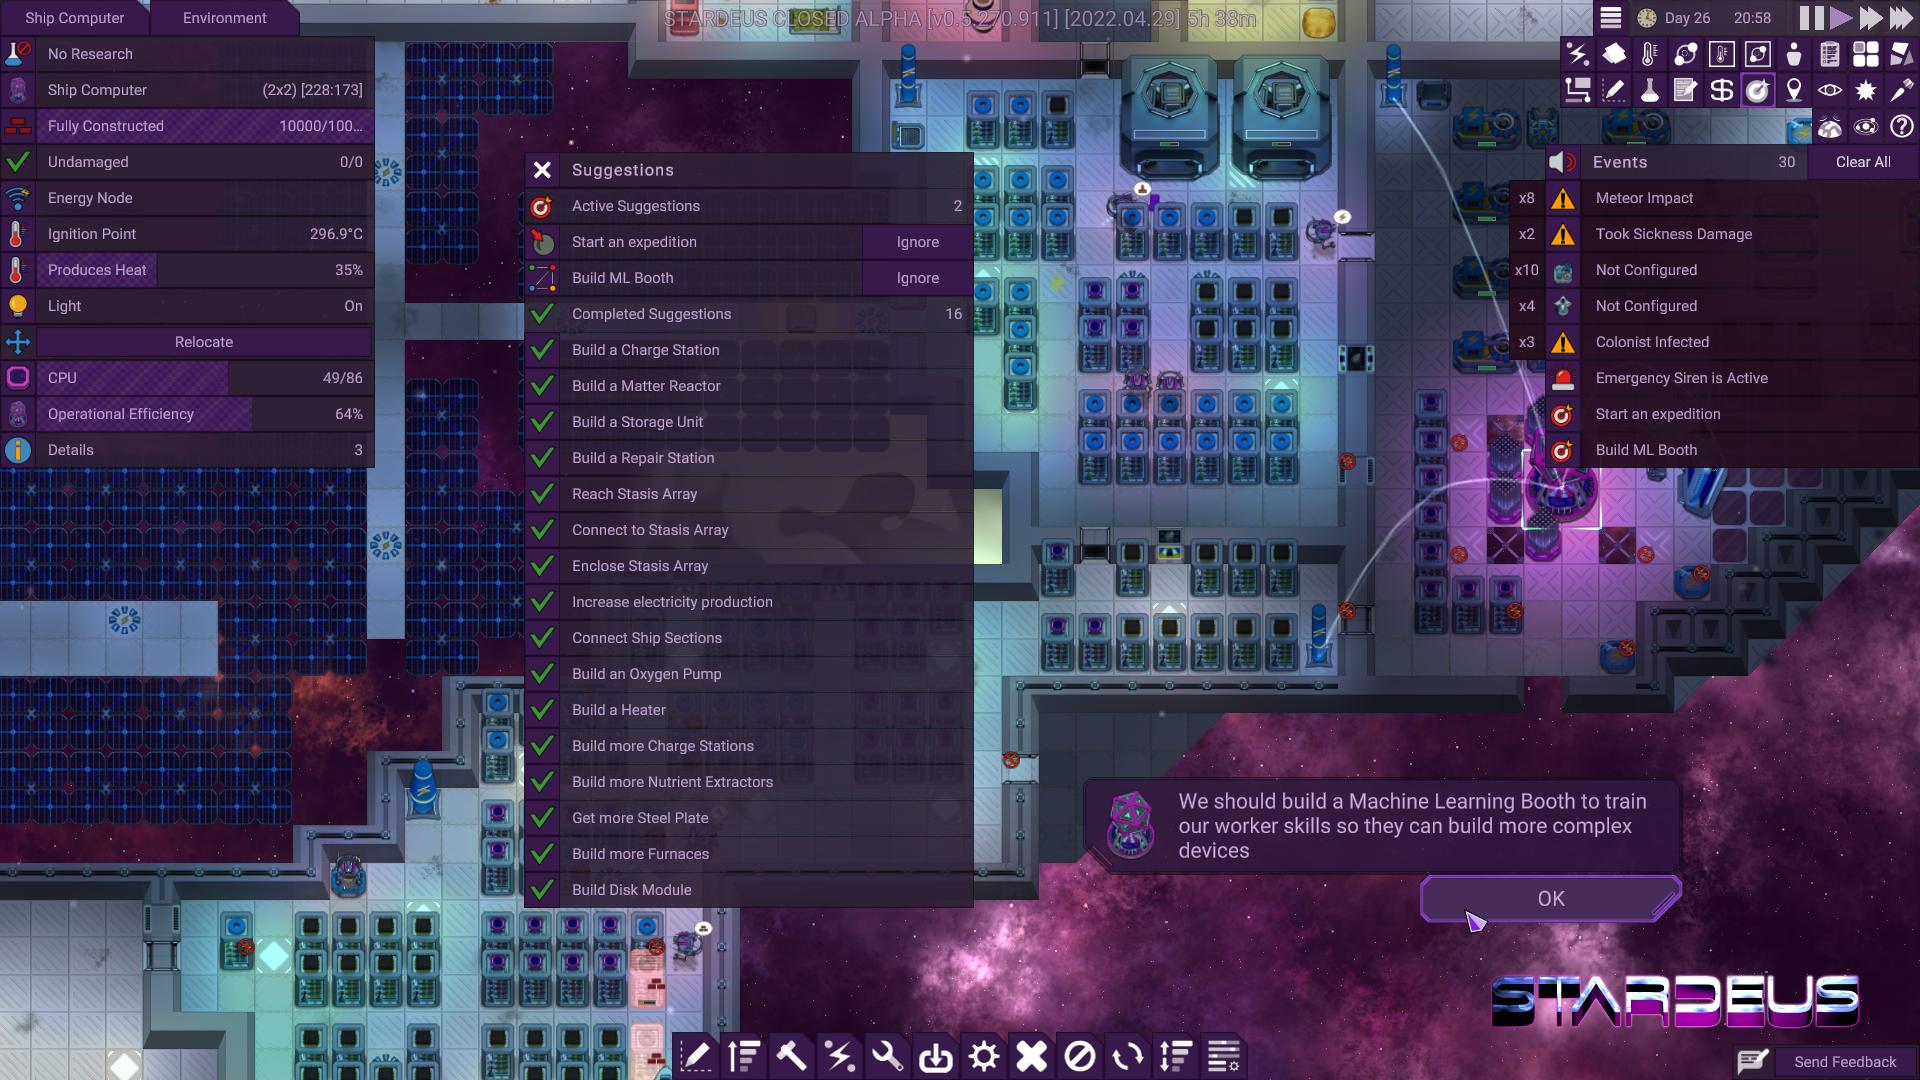 Ship Computer
Environment
STARDEUS CLOSED ALPHA [v0.5.270.911] [2022.04.29] 5h 38m
Day 26
20:58
No Research
Ship Computer (2x2) [228:173]
Fully Constructed 10000/100...
Undamaged 0/0
Energy Node
Ignition Point 296.9°C
Produces Heat 35%
Light On
Relocate
CPU 49/86
Operational Efficiency 64%
Details 3
Suggestions
Active Suggestions 2
Start an expedition Ignore
Build ML Booth Ignore
Completed Suggestions 16
Build a Charge Station
Build a Matter Reactor
Build a Storage Unit
Build a Repair Station
Reach Stasis Array
Connect to Stasis Array
Enclose Stasis Array
Increase electricity production
Connect Ship Sections
Build an Oxygen Pump
Build a Heater
Build more Charge Stations
Build more Nutrient Extractors
Get more Steel Plate
Build more Furnaces
Build Disk Module
Events 30 Clear All
x8 Meteor Impact
x2 Took Sickness Damage
x10 Not Configured
x4 Not Configured
x3 Colonist Infected
Emergency Siren is Active
Start an expedition
Build ML Booth
We should build a Machine Learning Booth to train
our worker skills so they can build more complex
devices
OK
STARDEUS
Send Feedback